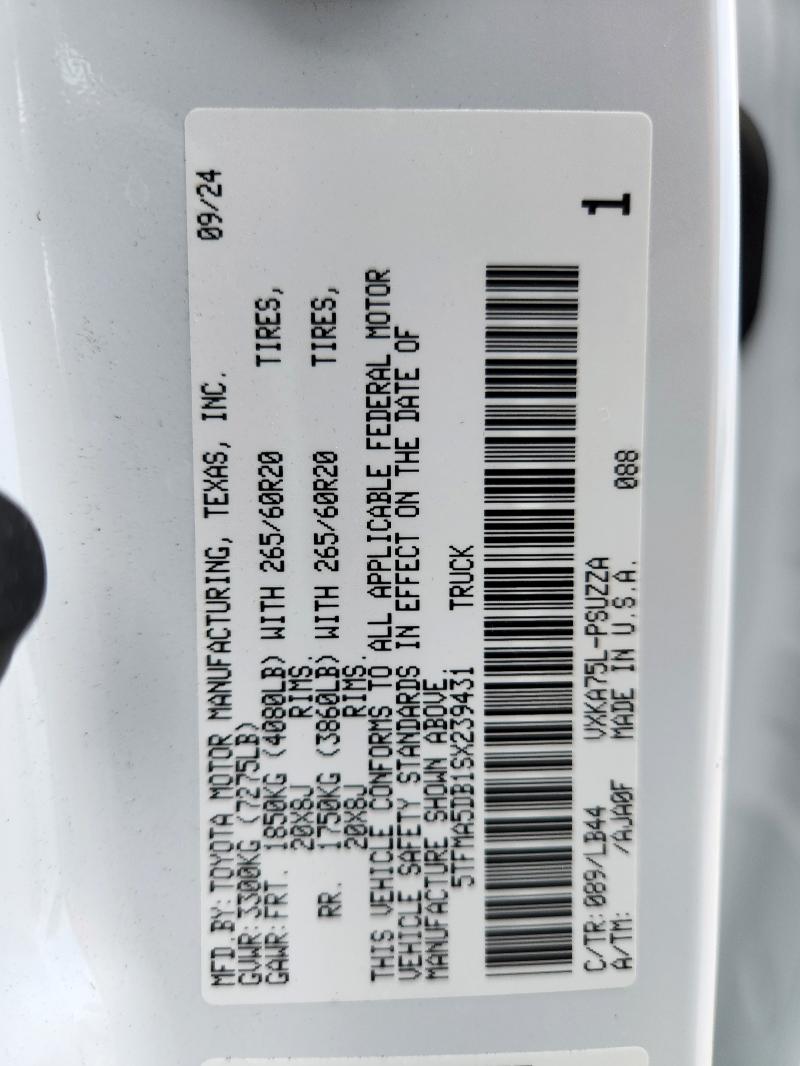 MFD.BY:TOYOTA MOTOR MANUFACTURING, TEXAS, INC. 09/24
GVWR:3300KG (7275LB)
GAWR:FRT. 1850KG (4080LB) WITH 265/60R20 TIRES,
20X8J RIMS.
RR. 1750KG (3860LB) WITH 265/60R20 TIRES,
20X8J RIMS.
THIS VEHICLE CONFORMS TO ALL APPLICABLE FEDERAL MOTOR
VEHICLE SAFETY STANDARDS IN EFFECT ON THE DATE OF
MANUFACTURE SHOWN ABOVE.
5TFMA5DB1SX239431 TRUCK
C/TR:089/LB44 VXKA75L-PSUZZA 1
A/TM: /AJA0F MADE IN U.S.A. 088